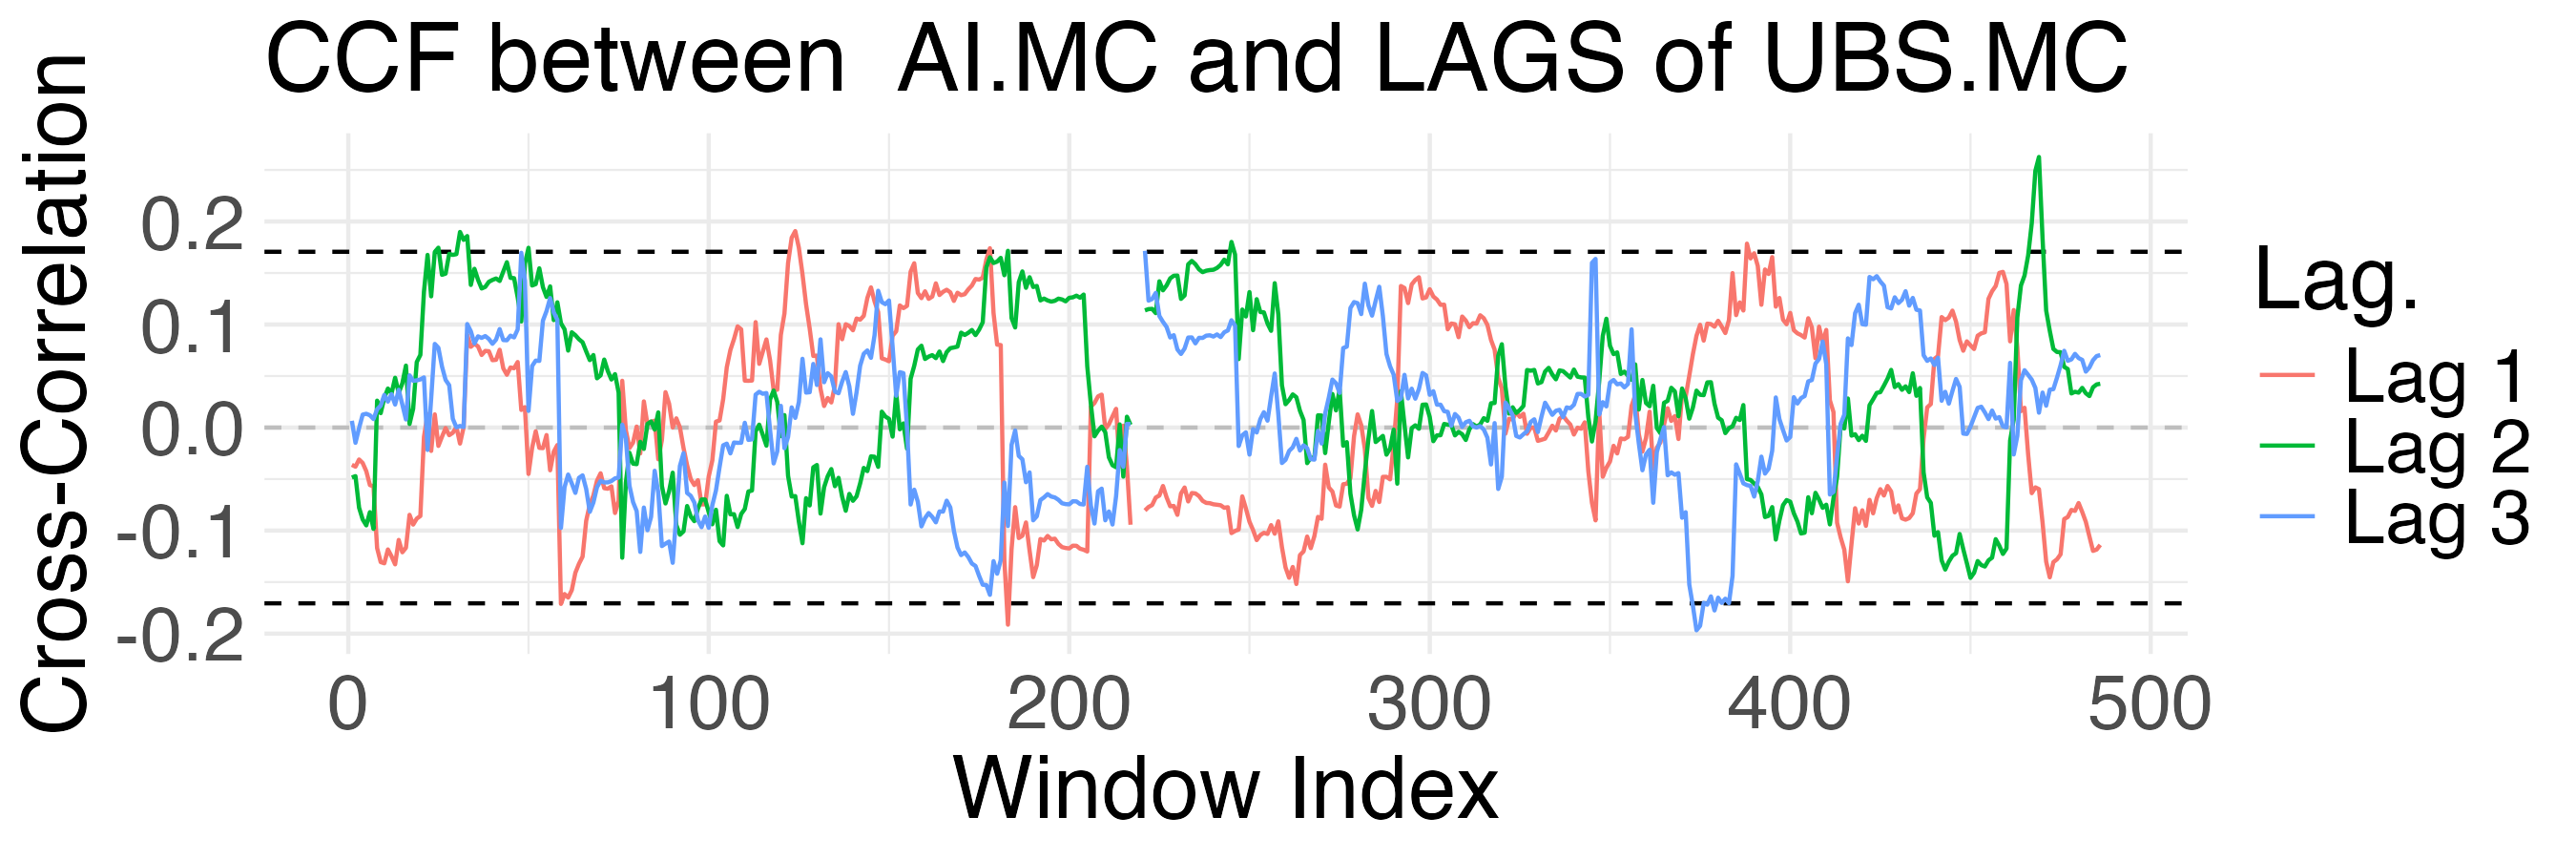 CCF between  AI.MC and LAGS of UBS.MC
Cross-Correlation
0.2
0.1
0.0
-0.1
-0.2
0 100 200 300 400 500
Window Index
Lag.
Lag 1
Lag 2
Lag 3